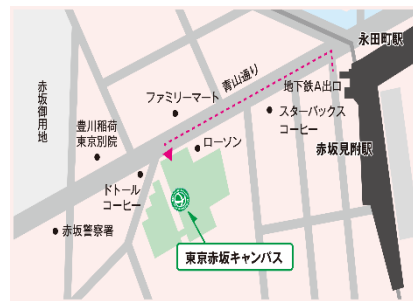 永田町駅
青山通り
地下鉄A出口
赤坂御用地
ファミリーマート
スターバックス
コーヒー
赤坂見附駅
豊川稲荷
東京別院
ローソン
ドトール
コーヒー
赤坂警察署
東京赤坂キャンパス